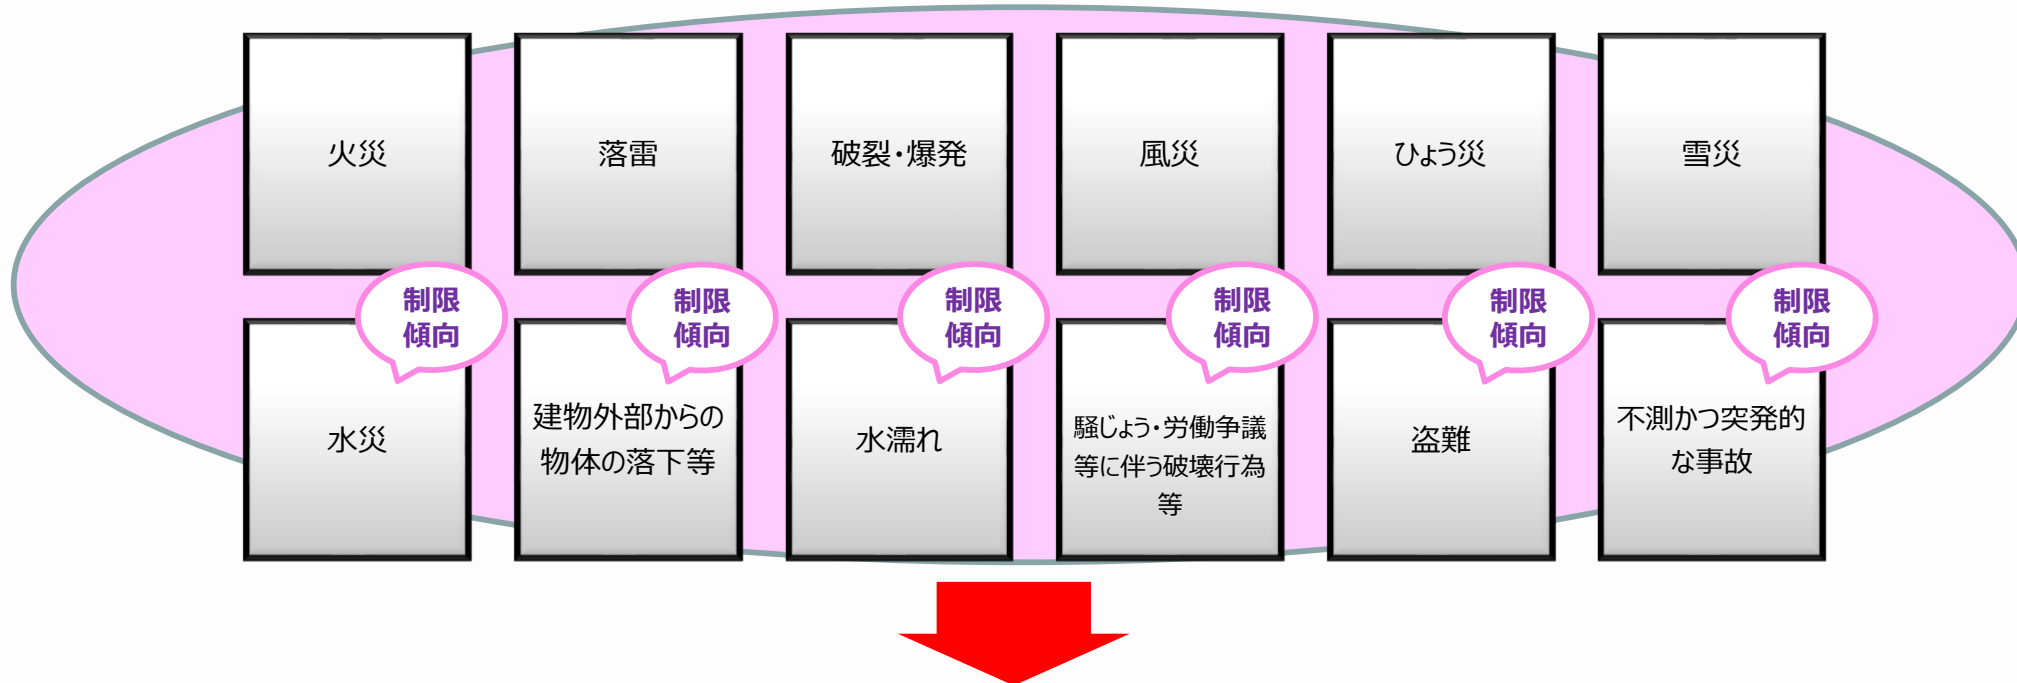 火災
落雷
破裂・爆発
風災
ひょう災
雪災
制限
傾向
制限
傾向
制限
傾向
制限
傾向
制限
傾向
制限
傾向
水災
建物外部からの
物体の落下等
水濡れ
騒じょう・労働争議
等に伴う破壊行為
等
盗難
不測かつ突発的
な事故